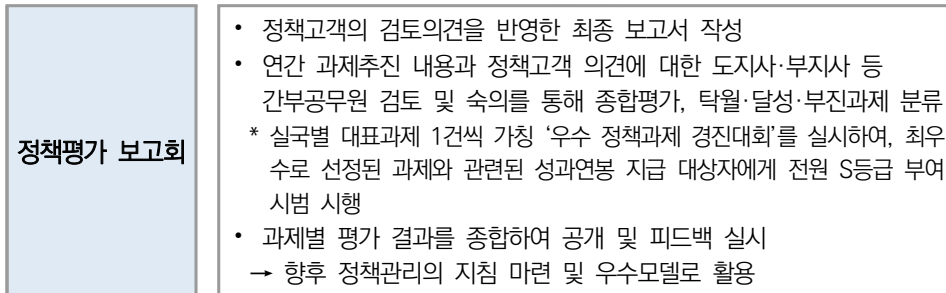 정책평가 보고회
• 정책고객의 검토의견을 반영한 최종 보고서 작성
• 연간 과제추진 내용과 정책고객 의견에 대한 도지사·부지사 등
간부공무원 검토 및 숙의를 통해 종합평가, 탁월·달성·부진과제 분류
* 실국별 대표과제 1건씩 가칭 ‘우수 정책과제 경진대회’를 실시하여, 최우
수로 선정된 과제와 관련된 성과연봉 지급 대상자에게 전원 S등급 부여
시범 시행
• 과제별 평가 결과를 종합하여 공개 및 피드백 실시
→ 향후 정책관리의 지침 마련 및 우수모델로 활용